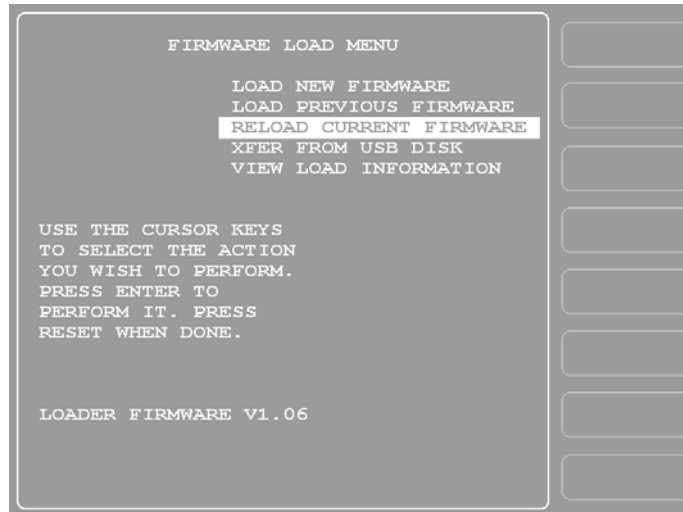 FIRMWARE LOAD MENU
LOAD NEW FIRMWARE
LOAD PREVIOUS FIRMWARE
RELOAD CURRENT FIRMWARE
XFER FROM USB DISK
VIEW LOAD INFORMATION
USE THE CURSOR KEYS
TO SELECT THE ACTION
YOU WISH TO PERFORM.
PRESS ENTER TO
PERFORM IT. PRESS
RESET WHEN DONE.
LOADER FIRMWARE V1.06